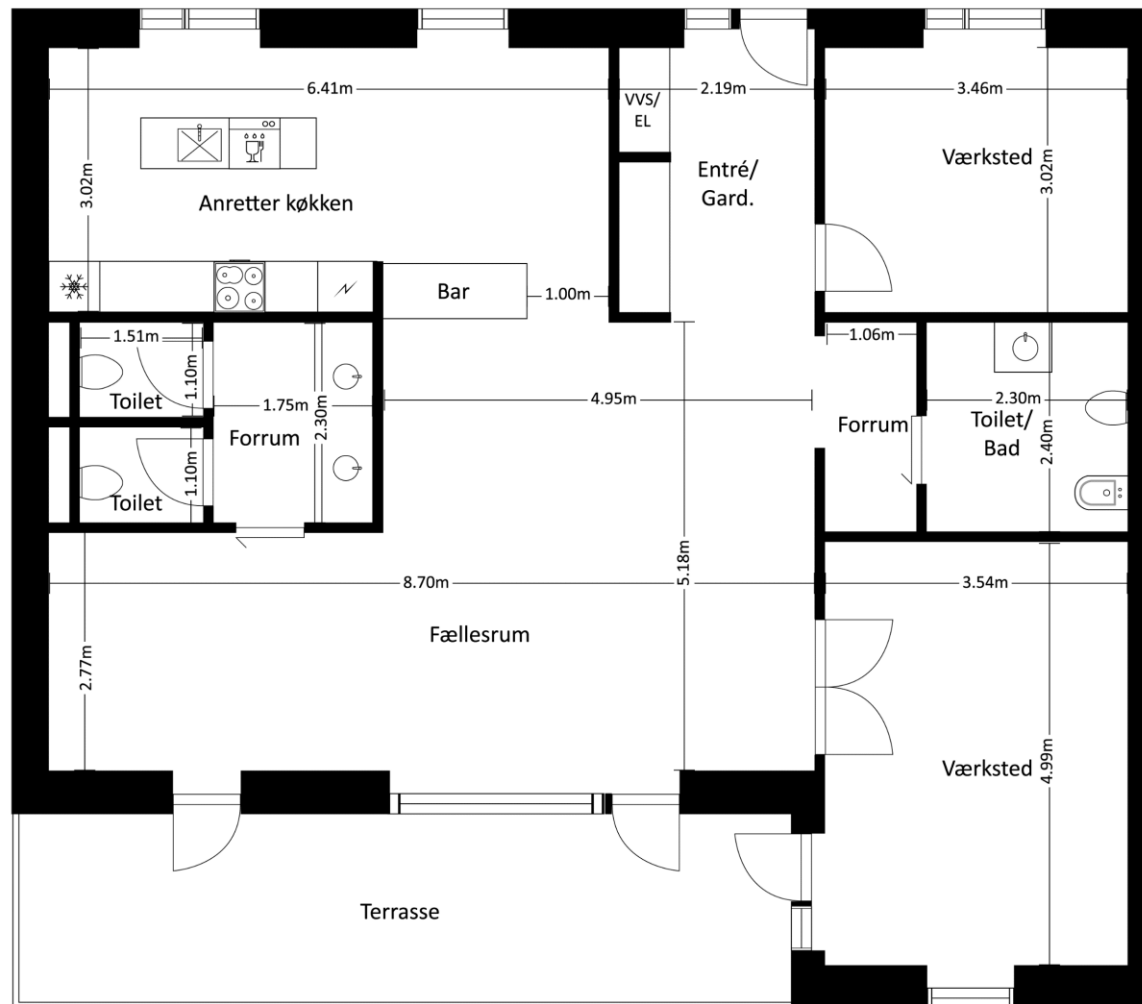 6.41m
VVS/
EL
2.19m
3.46m
3.02m
Anretter køkken
Entré/
Gard.
Værksted
3.02m
Bar
1.00m
1.51m
1.10m
Toilet
1.75m
2.30m
Forrum
1.10m
Toilet
4.95m
1.06m
Forrum
2.30m
Toilet/
Bad
2.40m
8.70m
5.18m
3.54m
Fællesrum
2.77m
Værksted
4.99m
Terrasse